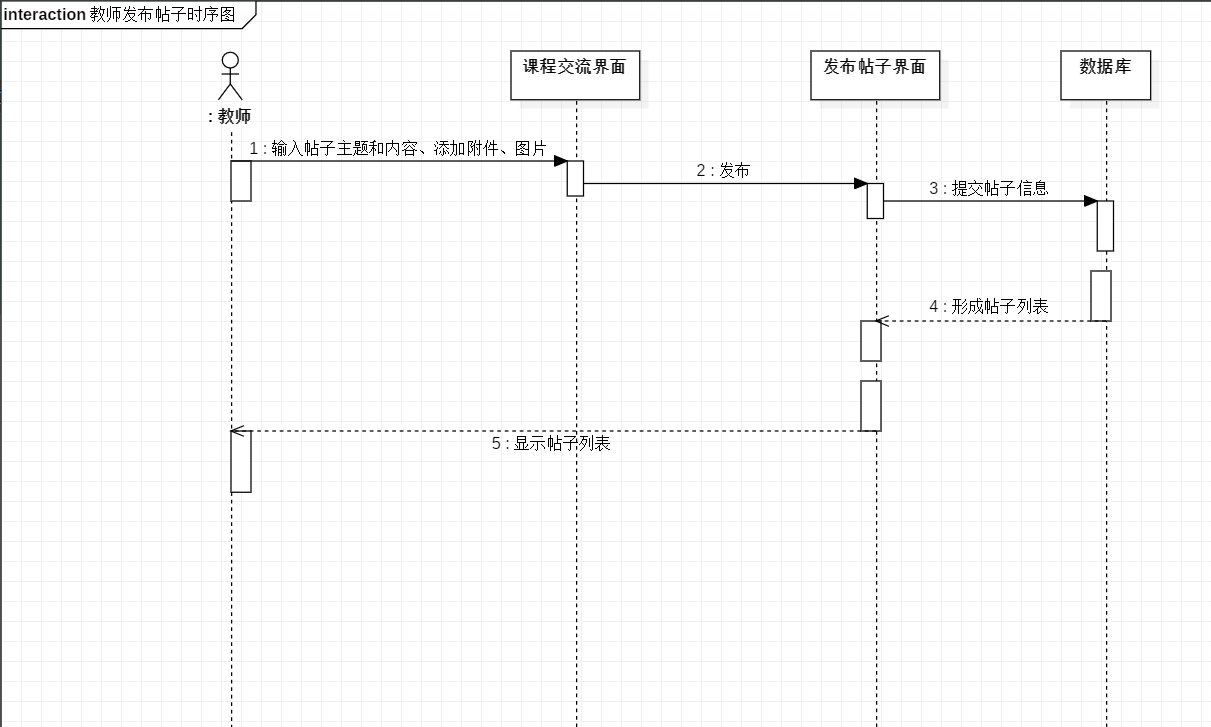 interaction 教师发布帖子时序图
课程交流界面
发布帖子界面
数据库
: 教师
1 : 输入帖子主题和内容、添加附件、图片
2 : 发布
3 : 提交帖子信息
4 : 形成帖子列表
5 : 显示帖子列表